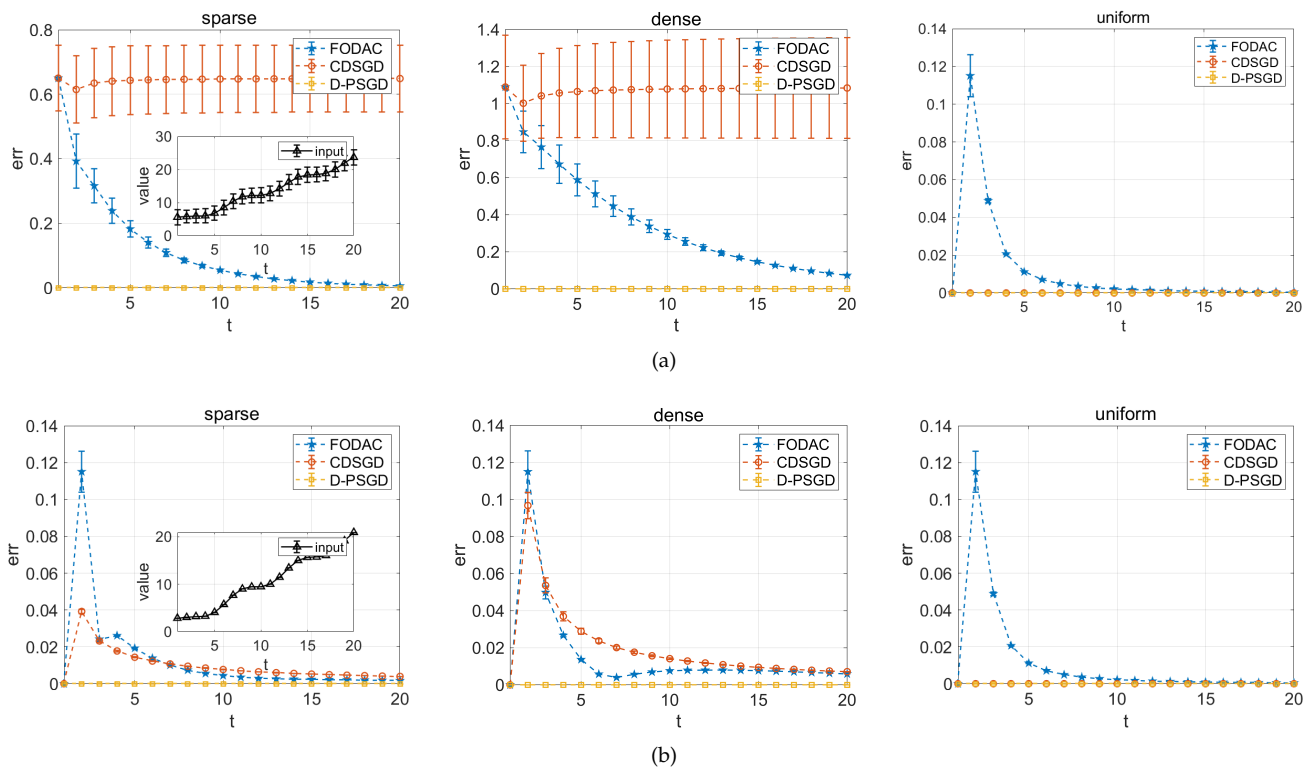 sparse
0.8
0.6
0.4
0.2
0
err
5 10 15 20
t
FODAC
CDSGD
D-PSGD
30
20
10
0
value
5 10 15 20
t
input
dense
1.4
1.2
1
0.8
0.6
0.4
0.2
0
err
5 10 15 20
t
FODAC
CDSGD
D-PSGD
uniform
0.14
0.12
0.1
0.08
0.06
0.04
0.02
0
err
5 10 15 20
t
FODAC
CDSGD
D-PSGD
(a)
sparse
0.14
0.12
0.1
0.08
0.06
0.04
0.02
0
err
5 10 15 20
t
FODAC
CDSGD
D-PSGD
20
10
0
value
5 10 15 20
t
input
dense
0.14
0.12
0.1
0.08
0.06
0.04
0.02
0
err
5 10 15 20
t
FODAC
CDSGD
D-PSGD
uniform
0.14
0.12
0.1
0.08
0.06
0.04
0.02
0
err
5 10 15 20
t
FODAC
CDSGD
D-PSGD
(b)